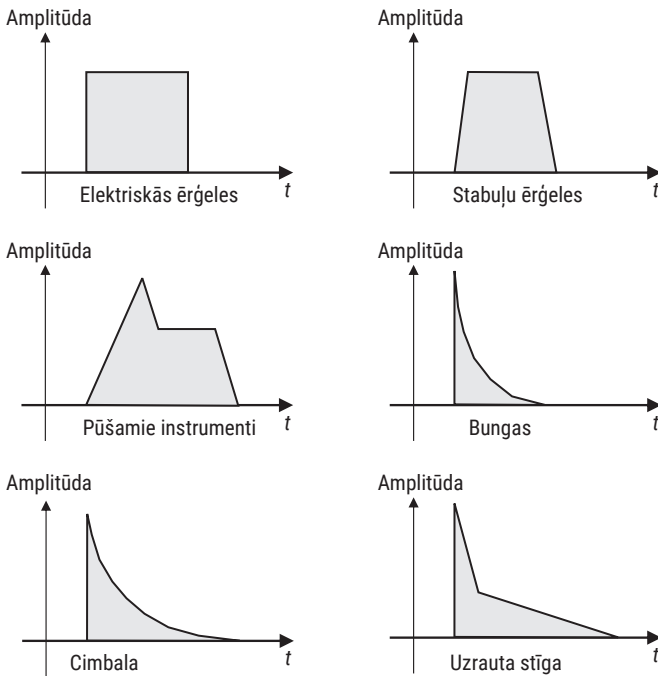 Amplitūda
Amplitūda
t
t
Elektriskās ērģeles
Stabuļu ērģeles
Amplitūda
Amplitūda
t
t
Pūšamie instrumenti
Bungas
Amplitūda
Amplitūda
t
t
Cimbala
Uzrauta stīga